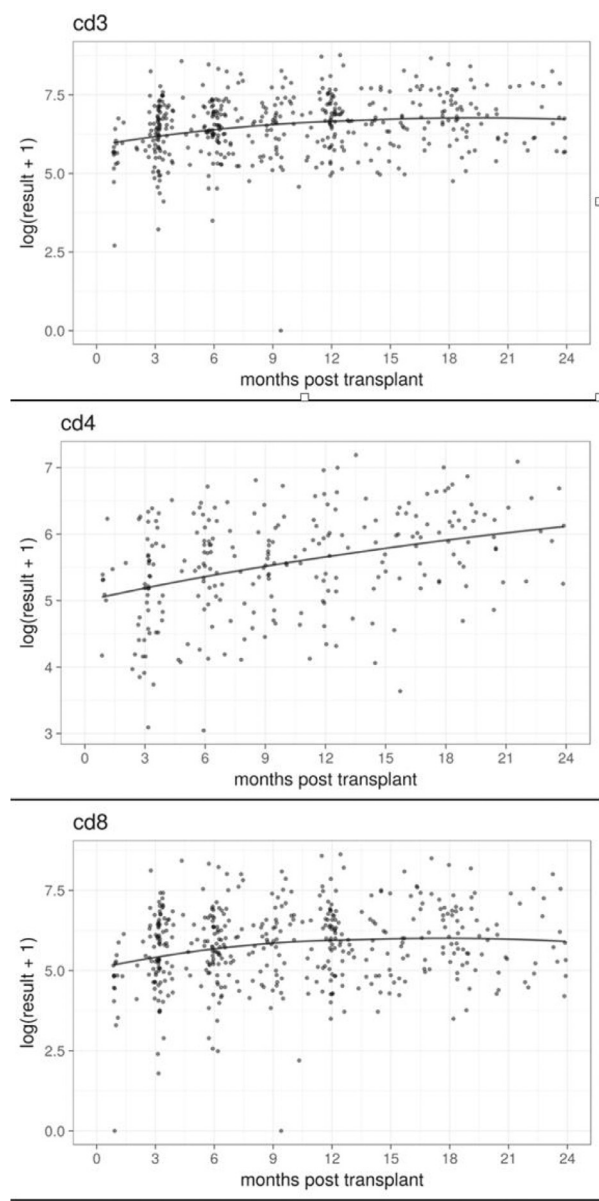 cd3
7.5
5.0
2.5
0.0
log(result + 1)
0 3 6 9 12 15 18 21 24
months post transplant
cd4
7
6
5
4
3
log(result + 1)
0 3 6 9 12 15 18 21 24
months post transplant
cd8
7.5
5.0
2.5
0.0
log(result + 1)
0 3 6 9 12 15 18 21 24
months post transplant